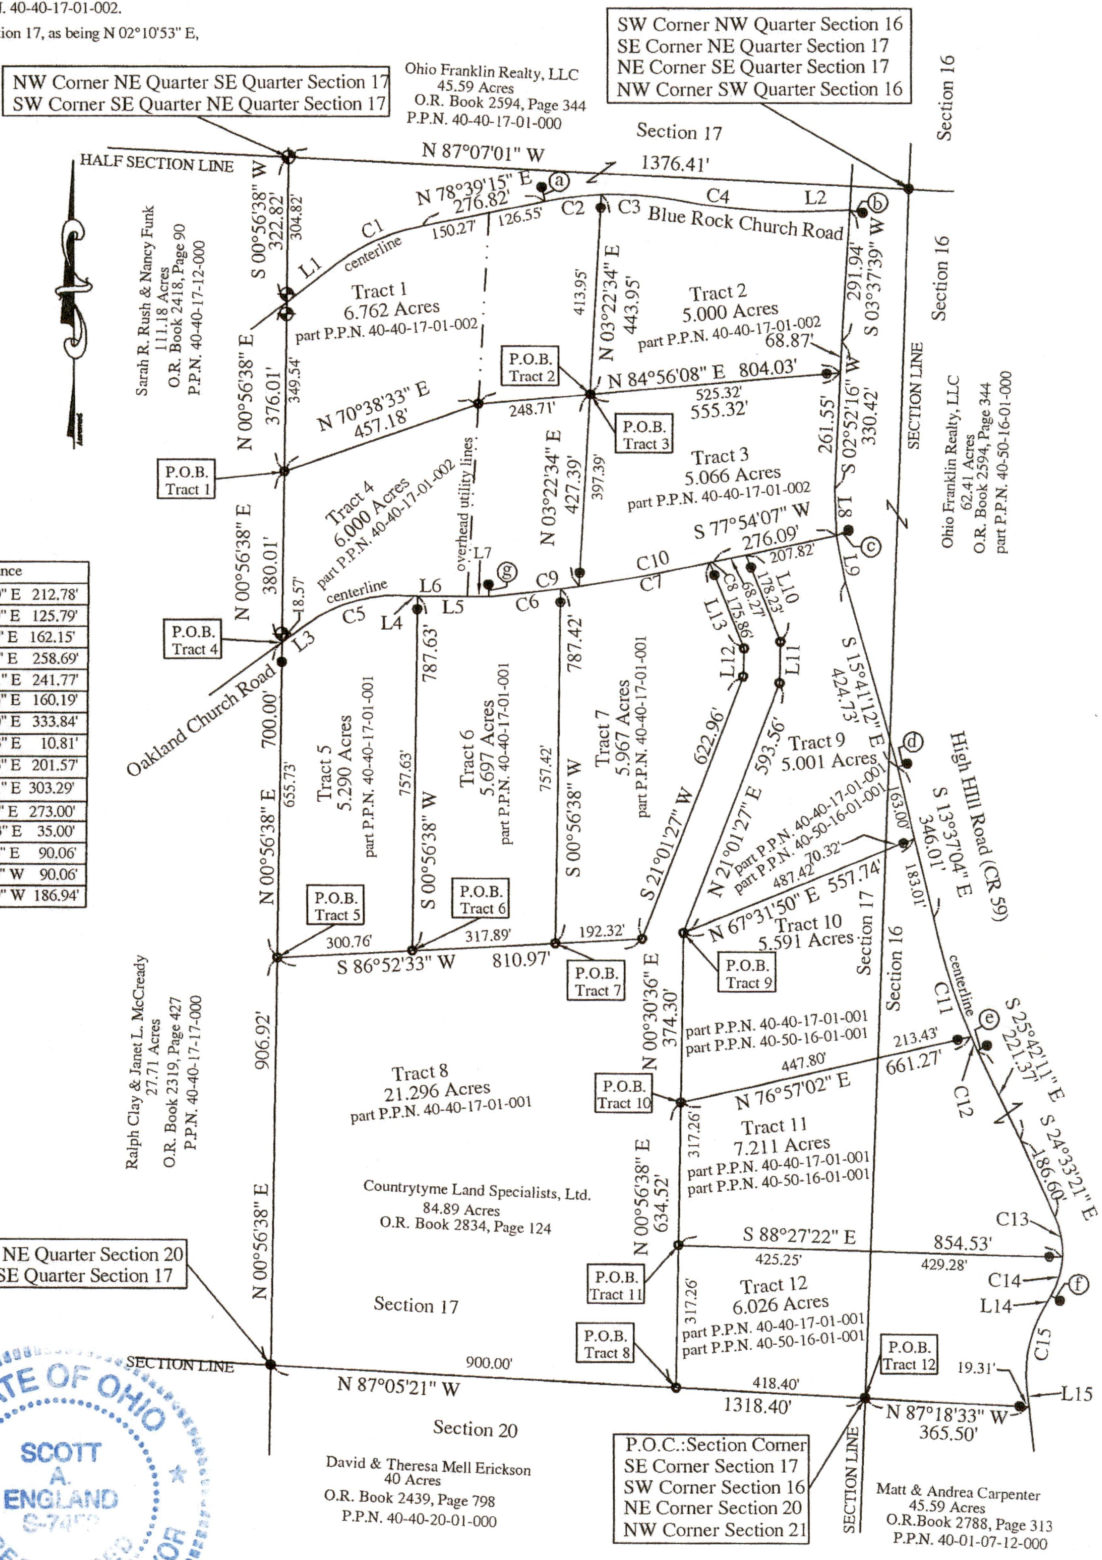 N. 40-40-17-01-002.
ion 17, as being N 02°10'53" E,
SW Corner NW Quarter Section 16
SE Corner NE Quarter Section 17
NE Corner SE Quarter Section 17
NW Corner SW Quarter Section 16
NW Corner NE Quarter SE Quarter Section 17
SW Corner SE Quarter NE Quarter Section 17
Ohio Franklin Realty, LLC
45.59 Acres
O.R. Book 2594, Page 344
P.P.N. 40-40-17-01-000
Section 16
Section 17
HALF SECTION LINE
N 87°07'01" W
1376.41'
S 00°56'38" W
322.82'
304.82'
N 78°39'15" E
276.82'
150.27'
126.55'
a
C1
centerline
L1
C2
C3
C4
L2
b
Blue Rock Church Road
Sarah R. Rush & Nancy Funk
111.18 Acres
O.R. Book 2418, Page 90
P.P.N. 40-40-17-12-000
Tract 1
6.762 Acres
part P.P.N. 40-40-17-01-002
413.95'
N 03°22'34" E
443.95'
Tract 2
5.000 Acres
part P.P.N. 40-40-17-01-002
68.87'
291.94'
S 03°37'39" W
Section 16
SECTION LINE
N 00°56'38" E
376.01'
349.54'
P.O.B.
Tract 2
N 84°56'08" E 804.03'
525.32'
555.32'
N 70°38'33" E
457.18'
248.71'
P.O.B.
Tract 3
261.55'
S 02°52'16" W
330.42'
Ohio Franklin Realty, LLC
62.41 Acres
O.R. Book 2594, Page 344
part P.P.N. 40-50-16-01-000
P.O.B.
Tract 1
Tract 4
6.000 Acres
part P.P.N. 40-40-17-01-002
overhead utility lines
N 03°22'34" E
427.39'
397.39'
Tract 3
5.066 Acres
part P.P.N. 40-40-17-01-002
S 77°54'07" W
276.09'
207.82'
L8
c
L9
N 00°56'38" E
380.01'
18.57'
L7
g
C10
C9
C7
centerline
C5
L6
L5
L4
C6
L3
P.O.B.
Tract 4
Oakland Church Road
C8
175.86'
68.27'
178.23'
L10
L13
L12
L11
nce
" E 212.78'
" E 125.79'
" E 162.15'
" E 258.69'
" E 241.77'
" E 160.19'
" E 333.84'
" E 10.81'
" E 201.57'
" E 303.29'
" E 273.00'
" E 35.00'
" E 90.06'
" W 90.06'
" W 186.94'
700.00'
655.73'
N 00°56'38" E
Tract 5
5.290 Acres
part P.P.N. 40-40-17-01-001
787.63'
757.63'
S 00°56'38" W
Tract 6
5.697 Acres
part P.P.N. 40-40-17-01-001
787.42'
757.42'
S 00°56'38" W
Tract 7
5.967 Acres
part P.P.N. 40-40-17-01-001
622.96'
S 21°01'27" W
593.56'
N 21°01'27" E
S 15°41'12" E
424.73'
Tract 9
5.001 Acres
part P.P.N. 40-40-17-01-001
part P.P.N. 40-50-16-01-001
d
163.00'
High HIll Road (CR 59)
S 13°37'04" E
346.01'
183.01'
70.32'
487.42'
N 67°31'50" E 557.74'
P.O.B.
Tract 5
P.O.B.
Tract 6
300.76'
317.89'
192.32'
S 86°52'33" W 810.97'
P.O.B.
Tract 7
P.O.B.
Tract 9
Tract 10
5.591 Acres
Section 17
Section 16
centerline
C11
Ralph Clay & Janet L. McCready
27.71 Acres
O.R. Book 2319, Page 427
P.P.N. 40-40-17-17-000
906.92'
N 00°56'38" E
N 00°30'36" E
374.30'
part P.P.N. 40-40-17-01-001
part P.P.N. 40-50-16-01-001
213.43'
447.80'
661.27'
N 76°57'02" E
e
C12
S 25°42'11" E
221.37'
Tract 8
21.296 Acres
part P.P.N. 40-40-17-01-001
P.O.B.
Tract 10
317.26'
Tract 11
7.211 Acres
part P.P.N. 40-40-17-01-001
part P.P.N. 40-50-16-01-001
N 00°56'38" E
634.52'
S 24°33'21" E
186.60'
Countrytyme Land Specialists, Ltd.
84.89 Acres
O.R. Book 2834, Page 124
S 88°27'22" E
854.53'
425.25'
429.28'
C13
C14
L14
f
C15
NE Quarter Section 20
SE Quarter Section 17
Section 17
P.O.B.
Tract 11
317.26'
Tract 12
6.026 Acres
part P.P.N. 40-40-17-01-001
part P.P.N. 40-50-16-01-001
P.O.B.
Tract 8
P.O.B.
Tract 12
19.31'
L15
SECTION LINE
900.00'
N 87°05'21" W
418.40'
1318.40'
N 87°18'33" W
365.50'
Section 20
SECTION LINE
P.O.C.:Section Corner
SE Corner Section 17
SW Corner Section 16
NE Corner Section 20
NW Corner Section 21
David & Theresa Mell Erickson
40 Acres
O.R. Book 2439, Page 798
P.P.N. 40-40-20-01-000
Matt & Andrea Carpenter
45.59 Acres
O.R.Book 2788, Page 313
P.P.N. 40-01-07-12-000
TE OF OHIO
SCOTT
A.
ENGLAND